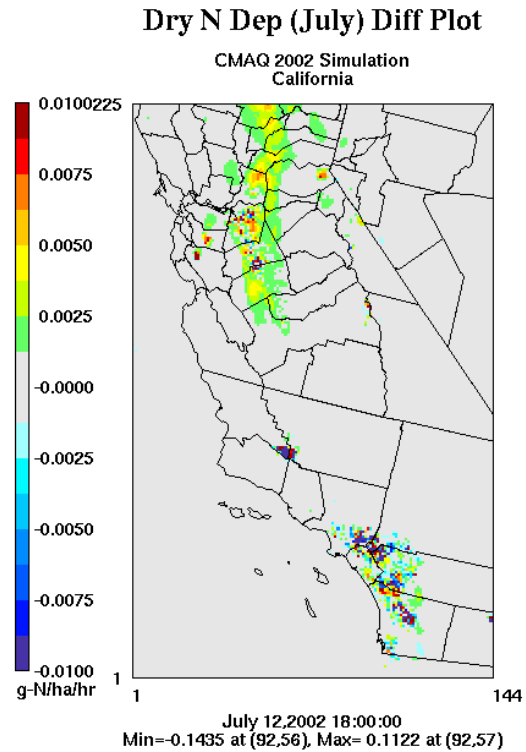 Dry N Dep (July) Diff Plot
CMAQ 2002 Simulation
California
0.0100
225
0.0075
0.0050
0.0025
-0.0000
-0.0025
-0.0050
-0.0075
-0.0100
g-N/ha/hr
1
1
144
July 12,2002 18:00:00
Min=-0.1435 at (92,56), Max= 0.1122 at (92,57)